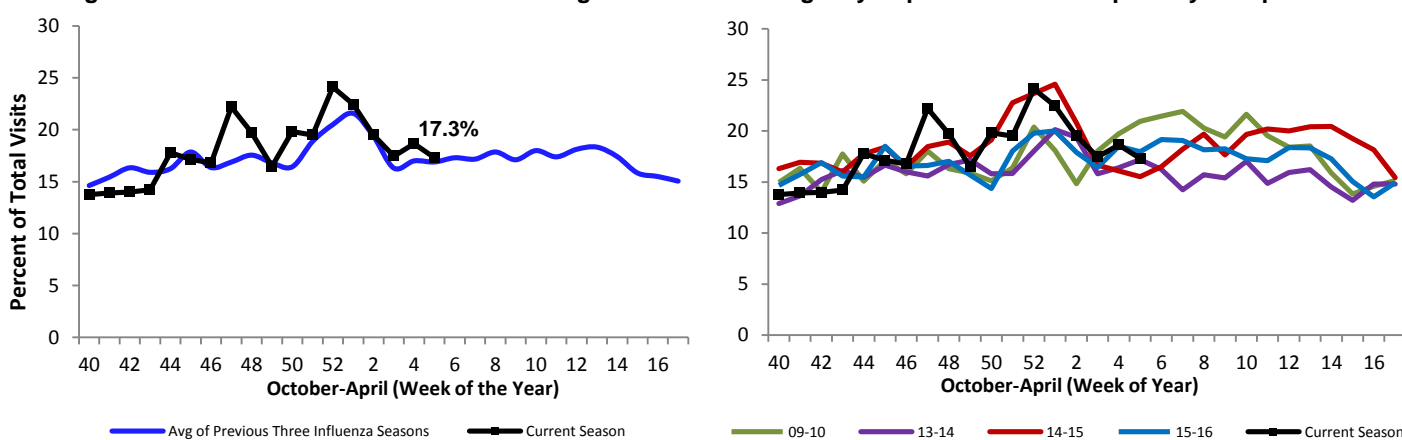 30
25
20
15
10
5
0
Percent of Total Visits
17.3%
40 42 44 46 48 50 52 2 4 6 8 10 12 14 16
October-April (Week of the Year)
Avg of Previous Three Influenza Seasons Current Season
30
25
20
15
10
5
0
40 42 44 46 48 50 52 2 4 6 8 10 12 14 16
October-April (Week of Year)
09-10 13-14 14-15 15-16 Current Season